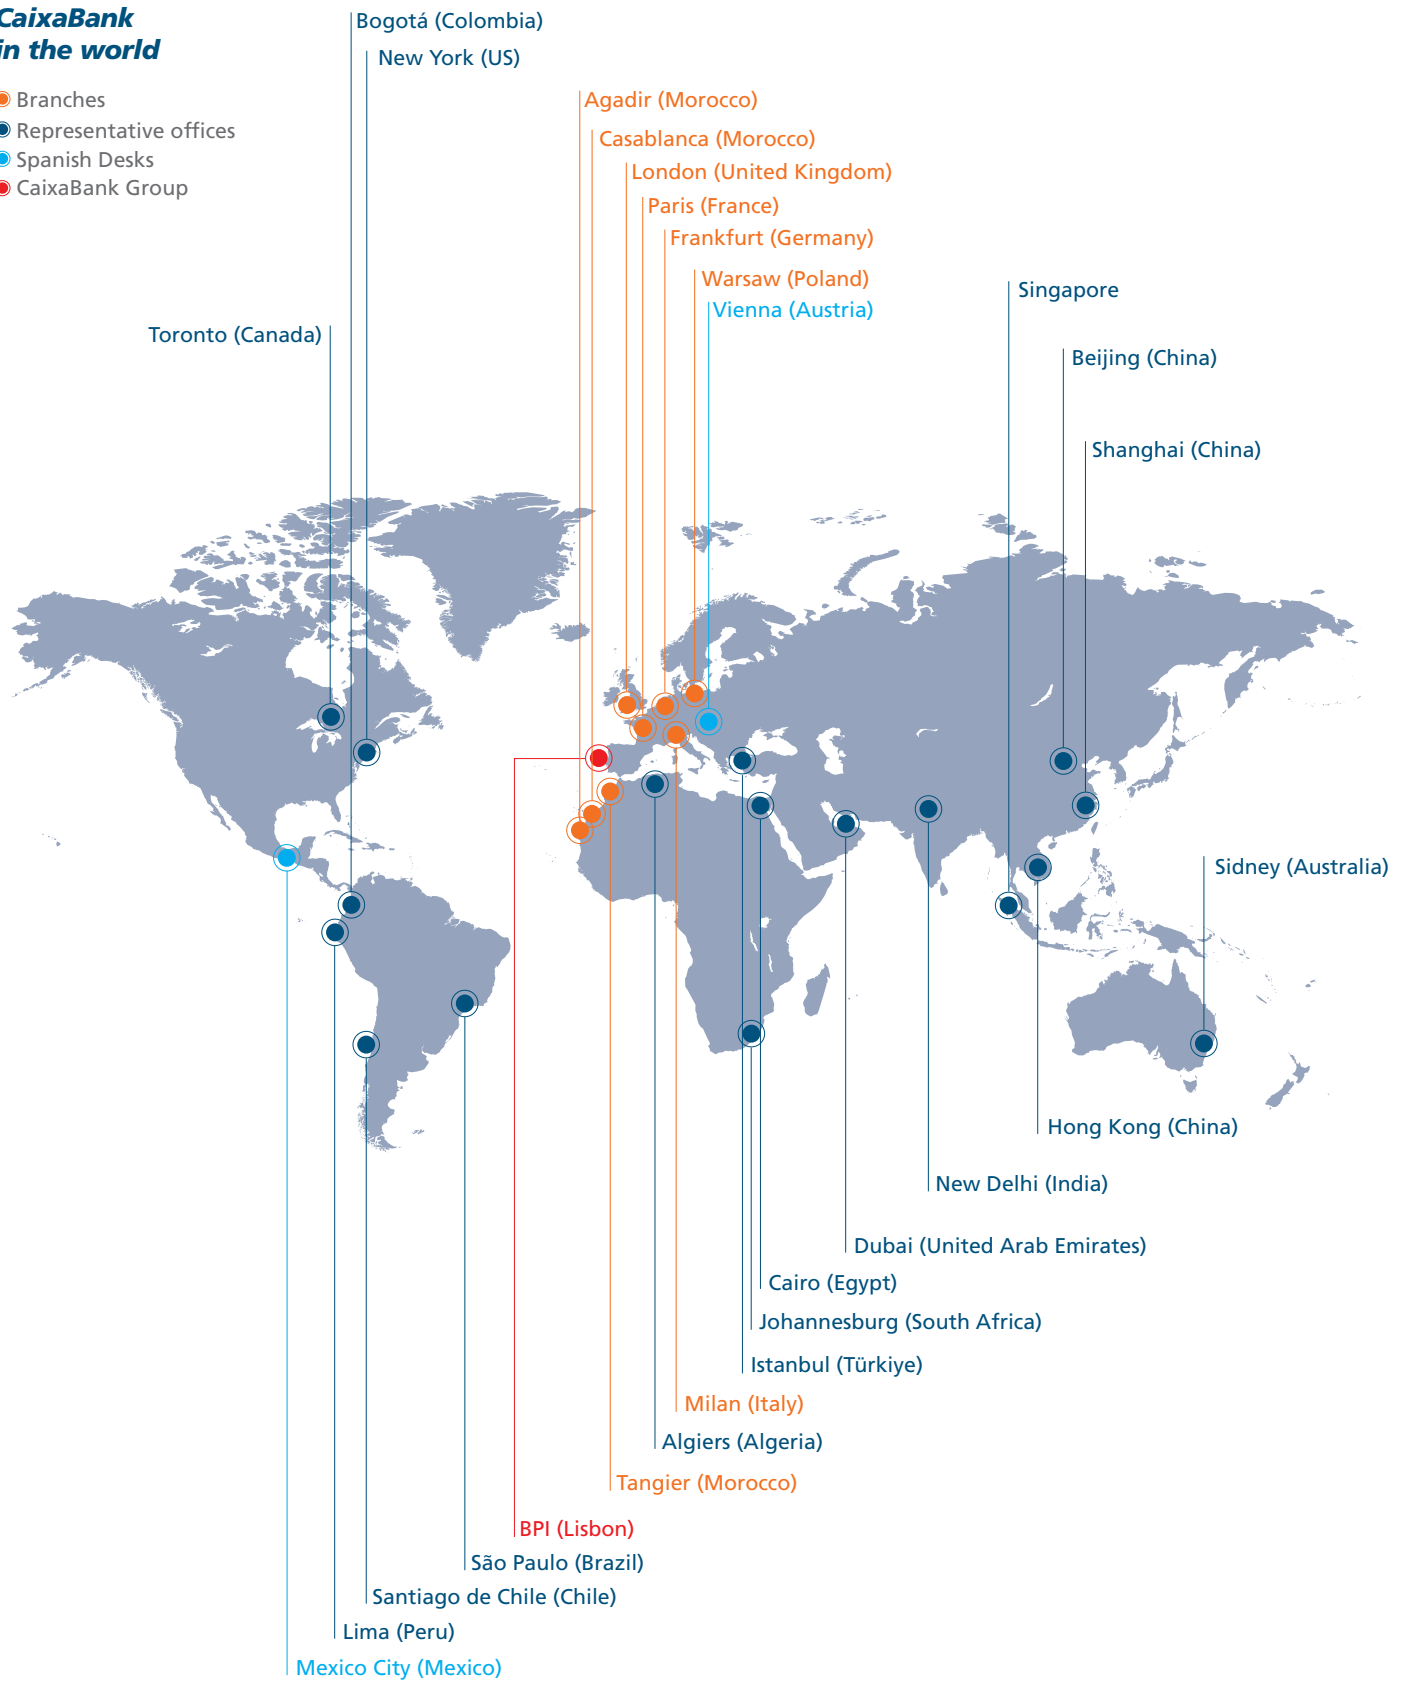 CaixaBank
in the world
Branches
Representative offices
Spanish Desks
CaixaBank Group
Bogotá (Colombia)
New York (US)
Agadir (Morocco)
Casablanca (Morocco)
London (United Kingdom)
Paris (France)
Frankfurt (Germany)
Warsaw (Poland)
Vienna (Austria)
Singapore
Toronto (Canada)
Beijing (China)
Shanghai (China)
Sidney (Australia)
Hong Kong (China)
New Delhi (India)
Dubai (United Arab Emirates)
Cairo (Egypt)
Johannesburg (South Africa)
Istanbul (Türkiye)
Milan (Italy)
Algiers (Algeria)
Tangier (Morocco)
BPI (Lisbon)
São Paulo (Brazil)
Santiago de Chile (Chile)
Lima (Peru)
Mexico City (Mexico)